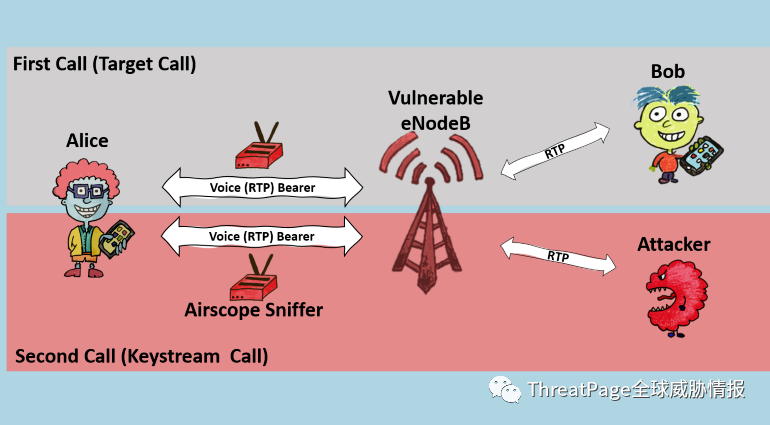 First Call (Target Call)
Bob
Vulnerable
eNodeB
Alice
RTP
Voice (RTP) Bearer
Voice (RTP) Bearer
Attacker
RTP
Airscope Sniffer
Second Call (Keystream Call)
ThreatPage全球威胁情报